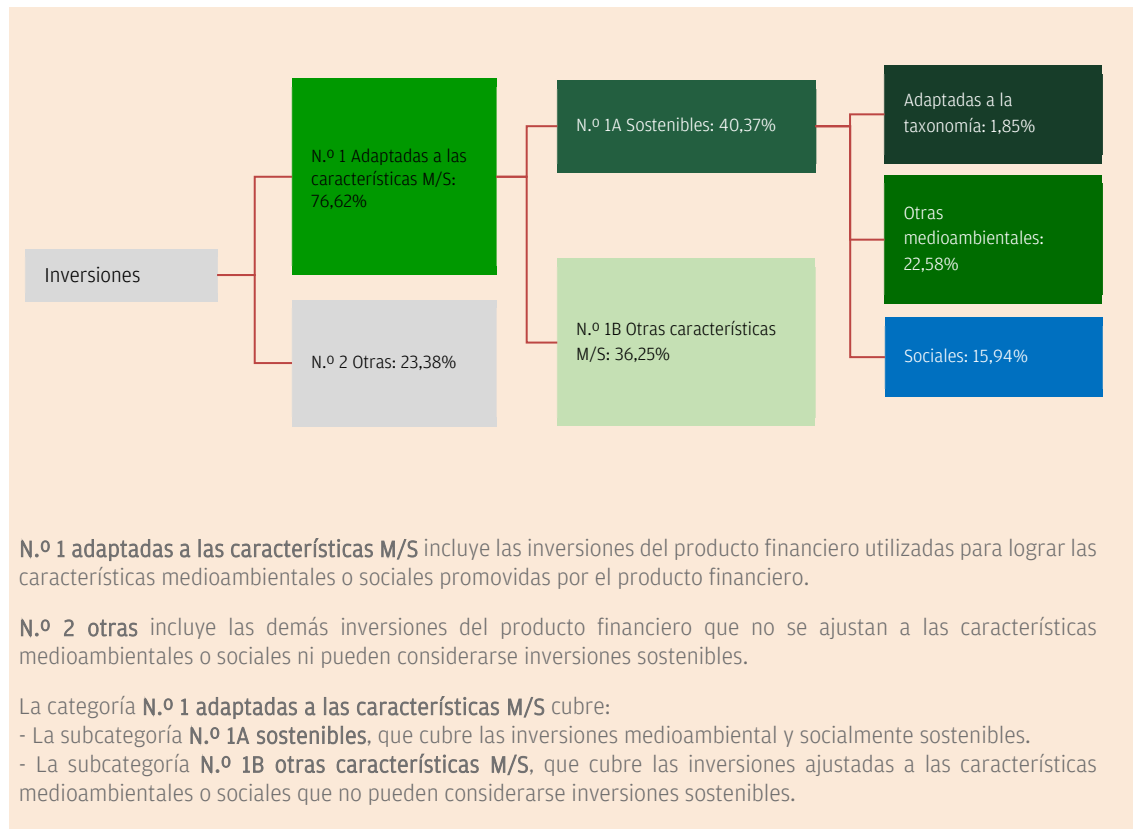 Inversiones
N.º 1 Adaptadas a las
características M/S:
76,62%
N.º 2 Otras: 23,38%
N.º 1A Sostenibles: 40,37%
N.º 1B Otras características
M/S: 36,25%
Adaptadas a la
taxonomía: 1,85%
Otras
medioambientales:
22,58%
Sociales: 15,94%
N.º 1 adaptadas a las características M/S incluye las inversiones del producto financiero utilizadas para lograr las
características medioambientales o sociales promovidas por el producto financiero.
N.º 2 otras incluye las demás inversiones del producto financiero que no se ajustan a las características
medioambientales o sociales ni pueden considerarse inversiones sostenibles.
La categoría N.º 1 adaptadas a las características M/S cubre:
- La subcategoría N.º 1A sostenibles, que cubre las inversiones medioambiental y socialmente sostenibles.
- La subcategoría N.º 1B otras características M/S, que cubre las inversiones ajustadas a las características
medioambientales o sociales que no pueden considerarse inversiones sostenibles.